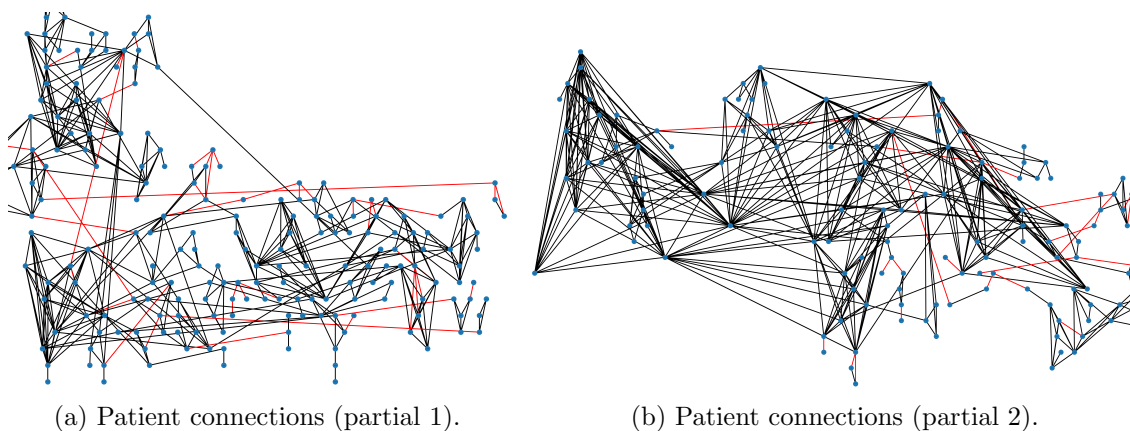 (a) Patient connections (partial 1).
(b) Patient connections (partial 2).